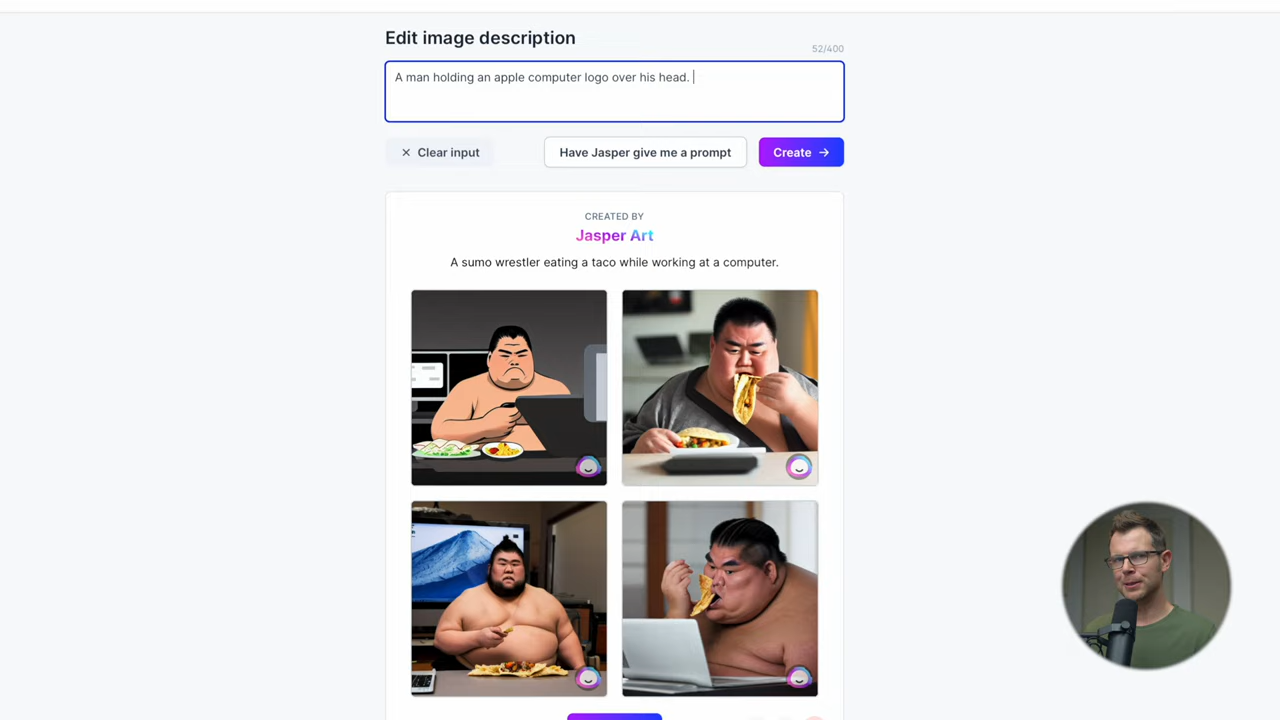 Edit image description
52/400
A man holding an apple computer logo over his head.
Clear input
Have Jasper give me a prompt
Create
CREATED BY
Jasper Art
A sumo wrestler eating a taco while working at a computer.